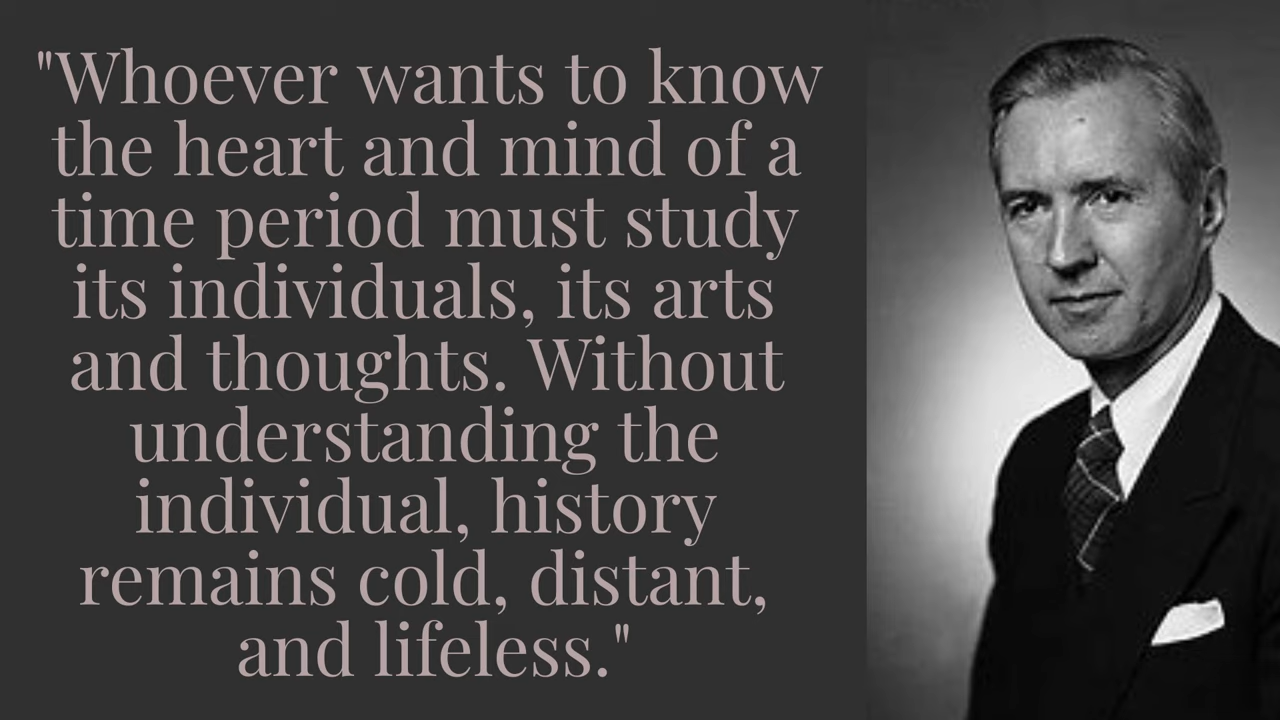 "Whoever wants to know
the heart and mind of a
time period must study
its individuals, its arts
and thoughts. Without
understanding the
individual, history
remains cold, distant,
and lifeless."